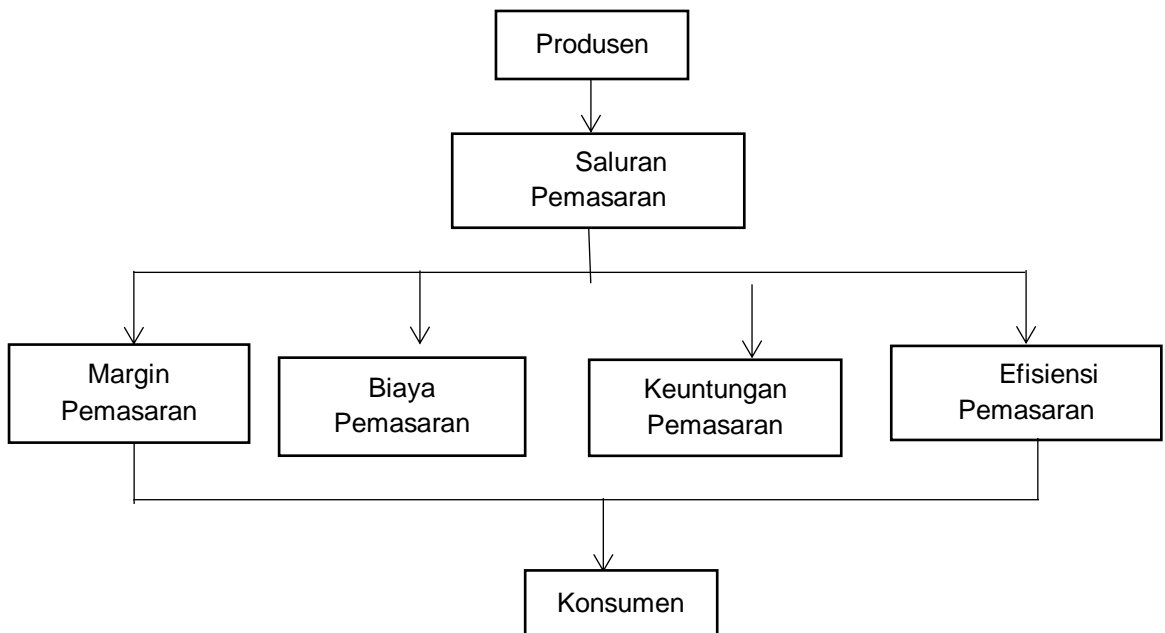 Produsen
Saluran
Pemasaran
Margin
Pemasaran
Biaya
Pemasaran
Keuntungan
Pemasaran
Efisiensi
Pemasaran
Konsumen